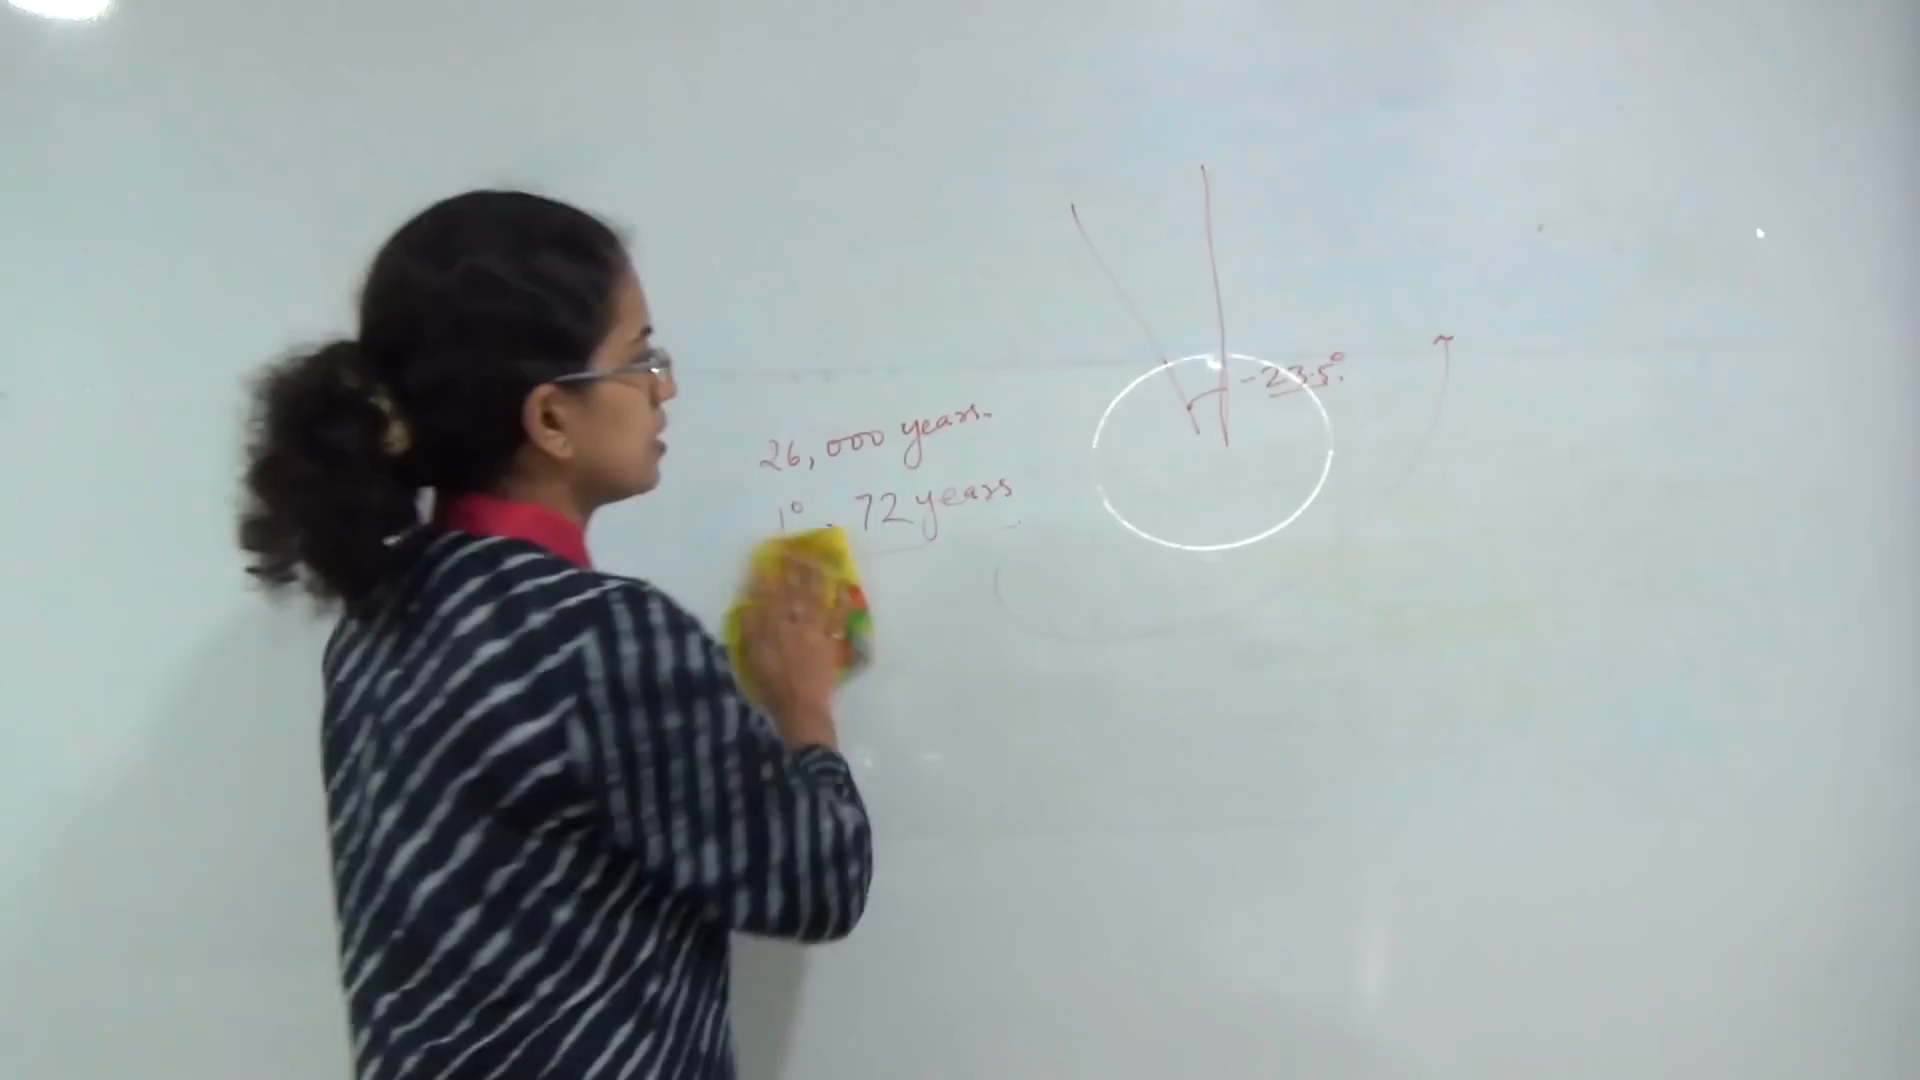 26,000 years.
1° - 72 years
- 23.5°.